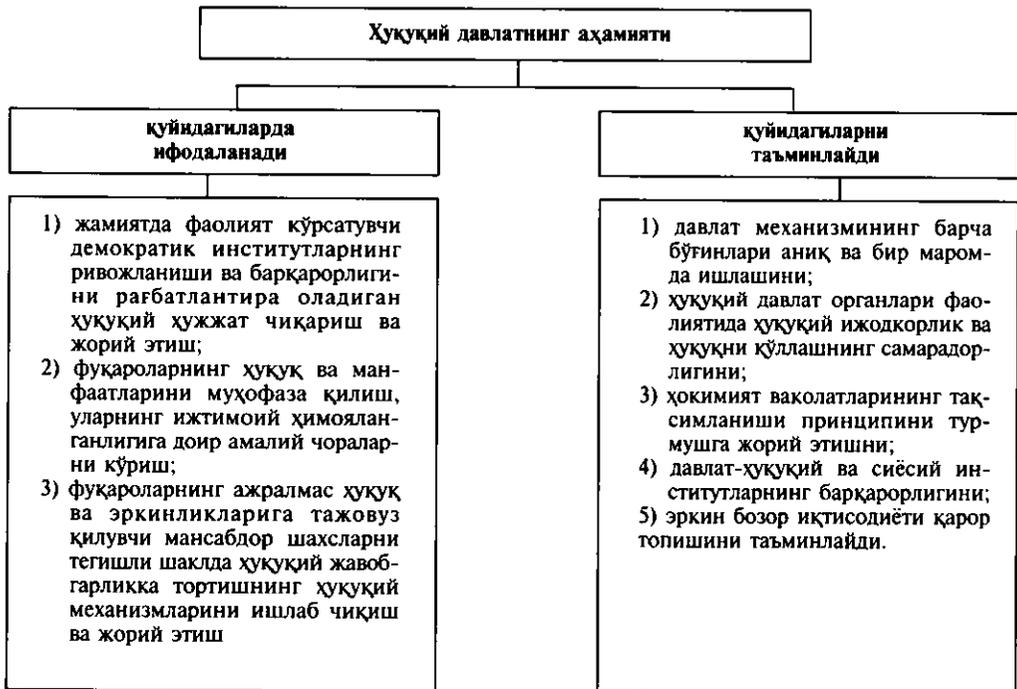 Ҳуқуқий давлатнинг аҳамияти
қуйидагиларда
ифодаланади
1) жамиятда фаолият кўрсатувчи
демократик институтларнинг
ривожланиши ва барқарорлиги-
ни рағбатлантира оладиган
ҳуқуқий ҳужжат чиқариш ва
жорий этиш;
2) фуқароларнинг ҳуқуқ ва ман-
фаатларини муҳофаза қилиш,
уларнинг ижтимоий ҳимоялан-
ганлигига доир амалий чоралар-
ни кўриш;
3) фуқароларнинг ажралмас ҳуқуқ
ва эркинликларига тажовуз
қилувчи мансабдор шахсларни
тегишли шаклда ҳуқуқий жавоб-
гарликка тортишнинг ҳуқуқий
механизмларини ишлаб чиқиш
ва жорий этиш
қуйидагиларни
таъминлайди
1) давлат механизмининг барча
бўғинлари аниқ ва бир маром-
да ишлашини;
2) ҳуқуқий давлат органлари фао-
лиятида ҳуқуқий ижодкорлик ва
ҳуқуқни қўллашнинг самарадор-
лигини;
3) ҳокимият ваколатларининг тақ-
симланиши принципини тур-
мушга жорий этишни;
4) давлат-ҳуқуқий ва сиёсий ин-
ститутларнинг барқарорлигини;
5) эркин бозор иқтисодиёти қарор
топишини таъминлайди.